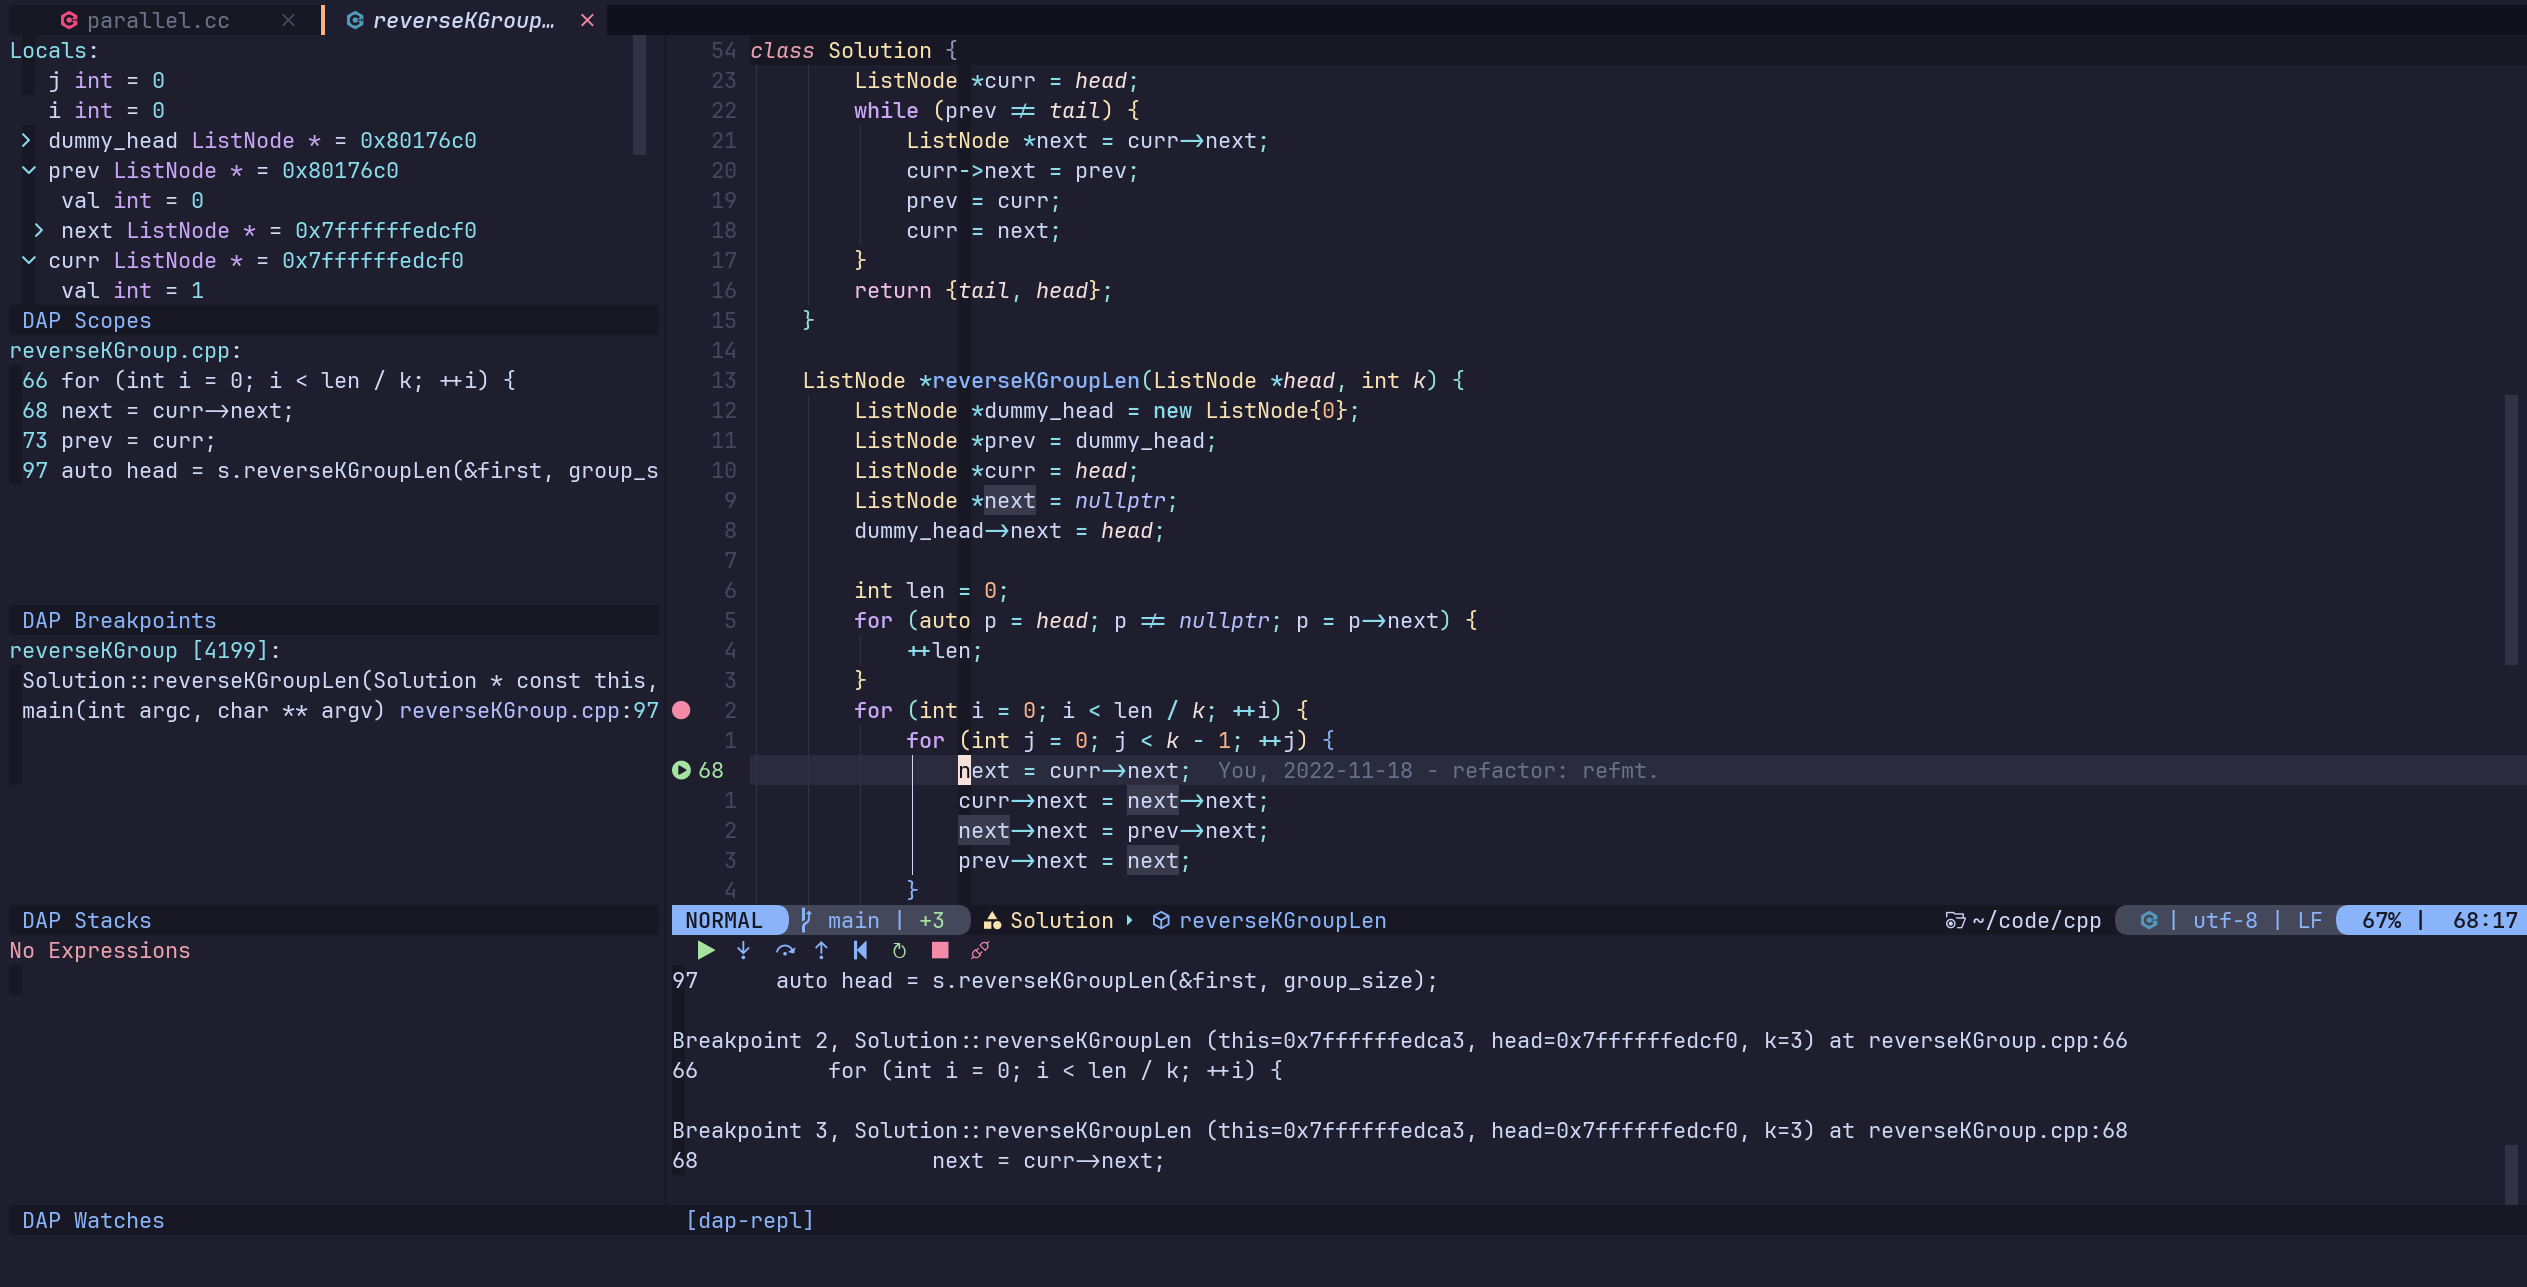 parallel.cc
reverseKGroup…
Locals:
j int = 0
i int = 0
dummy_head ListNode * = 0x80176c0
prev ListNode * = 0x80176c0
val int = 0
next ListNode * = 0x7ffffffedcf0
curr ListNode * = 0x7ffffffedcf0
val int = 1
DAP Scopes
reverseKGroup.cpp:
66 for (int i = 0; i < len / k; ++i) {
68 next = curr->next;
73 prev = curr;
97 auto head = s.reverseKGroupLen(&first, group_s
DAP Breakpoints
reverseKGroup [4199]:
Solution::reverseKGroupLen(Solution * const this,
main(int argc, char ** argv) reverseKGroup.cpp:97
DAP Stacks
No Expressions
DAP Watches
54 class Solution {
23 ListNode *curr = head;
22 while (prev != tail) {
21 ListNode *next = curr->next;
20 curr->next = prev;
19 prev = curr;
18 curr = next;
17 }
16 return {tail, head};
15 }
14
13 ListNode *reverseKGroupLen(ListNode *head, int k) {
12 ListNode *dummy_head = new ListNode{0};
11 ListNode *prev = dummy_head;
10 ListNode *curr = head;
9 ListNode *next = nullptr;
8 dummy_head->next = head;
7
6 int len = 0;
5 for (auto p = head; p != nullptr; p = p->next) {
4 ++len;
3 }
2 for (int i = 0; i < len / k; ++i) {
1 for (int j = 0; j < k - 1; ++j) {
68 next = curr->next; You, 2022-11-18 - refactor: refmt.
1 curr->next = next->next;
2 next->next = prev->next;
3 prev->next = next;
4 }
NORMAL main | +3 Solution reverseKGroupLen ~/code/cpp | utf-8 | LF 67% | 68:17
97 auto head = s.reverseKGroupLen(&first, group_size);
Breakpoint 2, Solution::reverseKGroupLen (this=0x7ffffffedca3, head=0x7ffffffedcf0, k=3) at reverseKGroup.cpp:66
66 for (int i = 0; i < len / k; ++i) {
Breakpoint 3, Solution::reverseKGroupLen (this=0x7ffffffedca3, head=0x7ffffffedcf0, k=3) at reverseKGroup.cpp:68
68 next = curr->next;
[dap-repl]